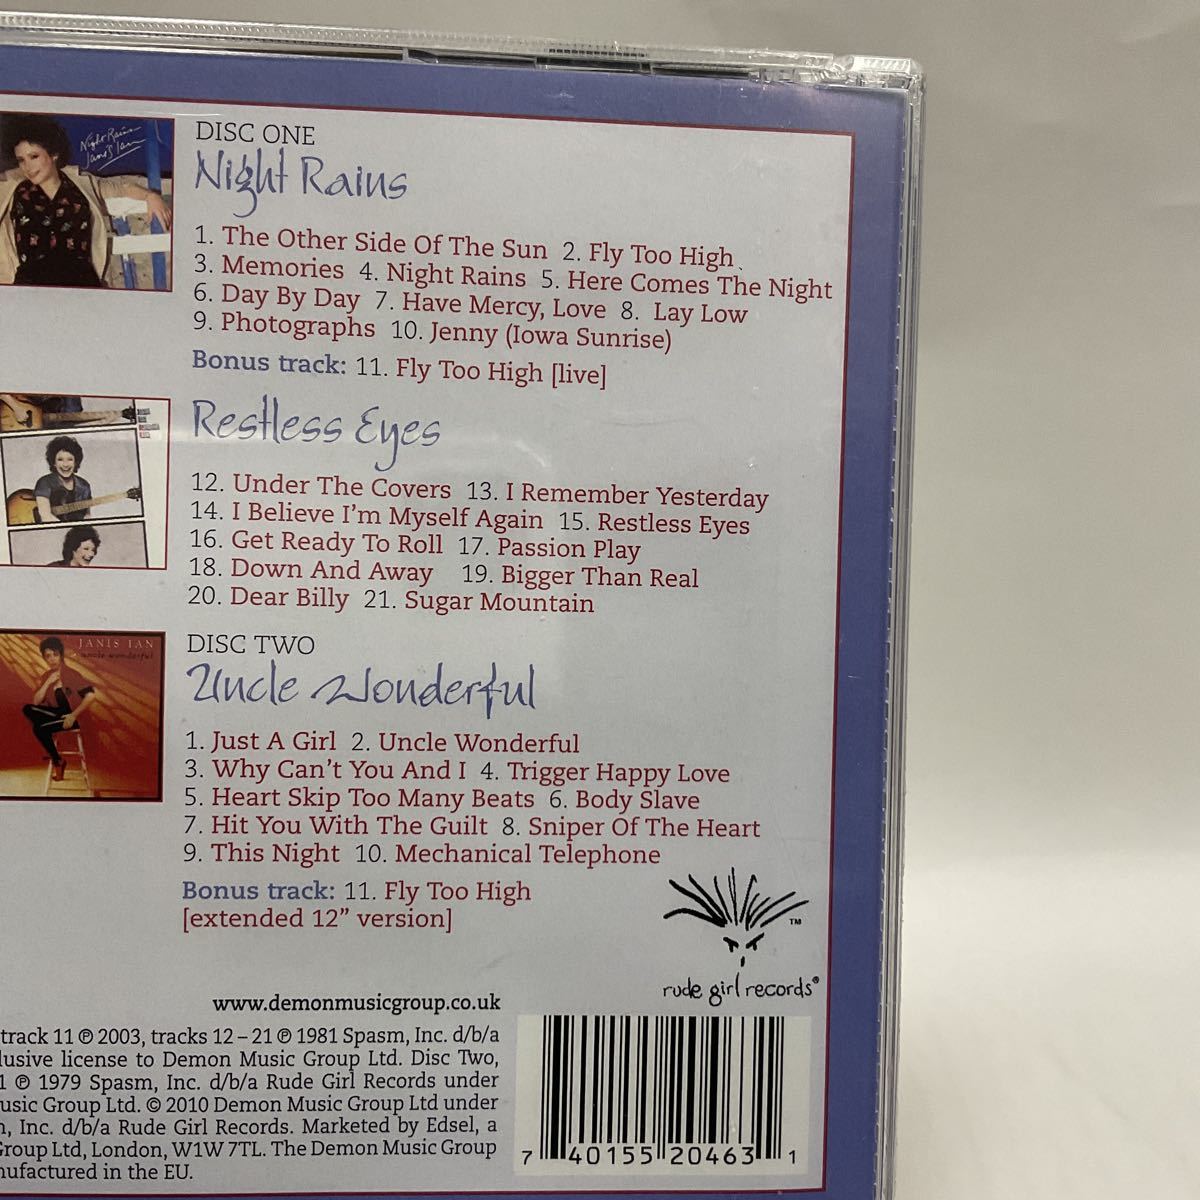 Night Rains
Janis Ian
DISC ONE
Night Rains
1. The Other Side Of The Sun 2. Fly Too High
3. Memories 4. Night Rains 5. Here Comes The Night
6. Day By Day 7. Have Mercy, Love 8. Lay Low
9. Photographs 10. Jenny (Iowa Sunrise)
Bonus track: 11. Fly Too High [live]
Restless Eyes
12. Under The Covers 13. I Remember Yesterday
14. I Believe I'm Myself Again 15. Restless Eyes
16. Get Ready To Roll 17. Passion Play
18. Down And Away 19. Bigger Than Real
20. Dear Billy 21. Sugar Mountain
JANIS IAN
uncle wonderful
DISC TWO
Uncle Wonderful
1. Just A Girl 2. Uncle Wonderful
3. Why Can't You And I 4. Trigger Happy Love
5. Heart Skip Too Many Beats 6. Body Slave
7. Hit You With The Guilt 8. Sniper Of The Heart
9. This Night 10. Mechanical Telephone
Bonus track: 11. Fly Too High
[extended 12” version]
TM
rude girl records®
www.demonmusicgroup.co.uk
track 11 ℗ 2003, tracks 12 – 21 ℗ 1981 Spasm, Inc. d/b/a
lusive license to Demon Music Group Ltd. Disc Two,
1 ℗ 1979 Spasm, Inc. d/b/a Rude Girl Records under
usic Group Ltd. © 2010 Demon Music Group Ltd under
n, Inc. d/b/a Rude Girl Records. Marketed by Edsel, a
Group Ltd, London, W1W 7TL. The Demon Music Group
nufactured in the EU.
7 40155 20463 1